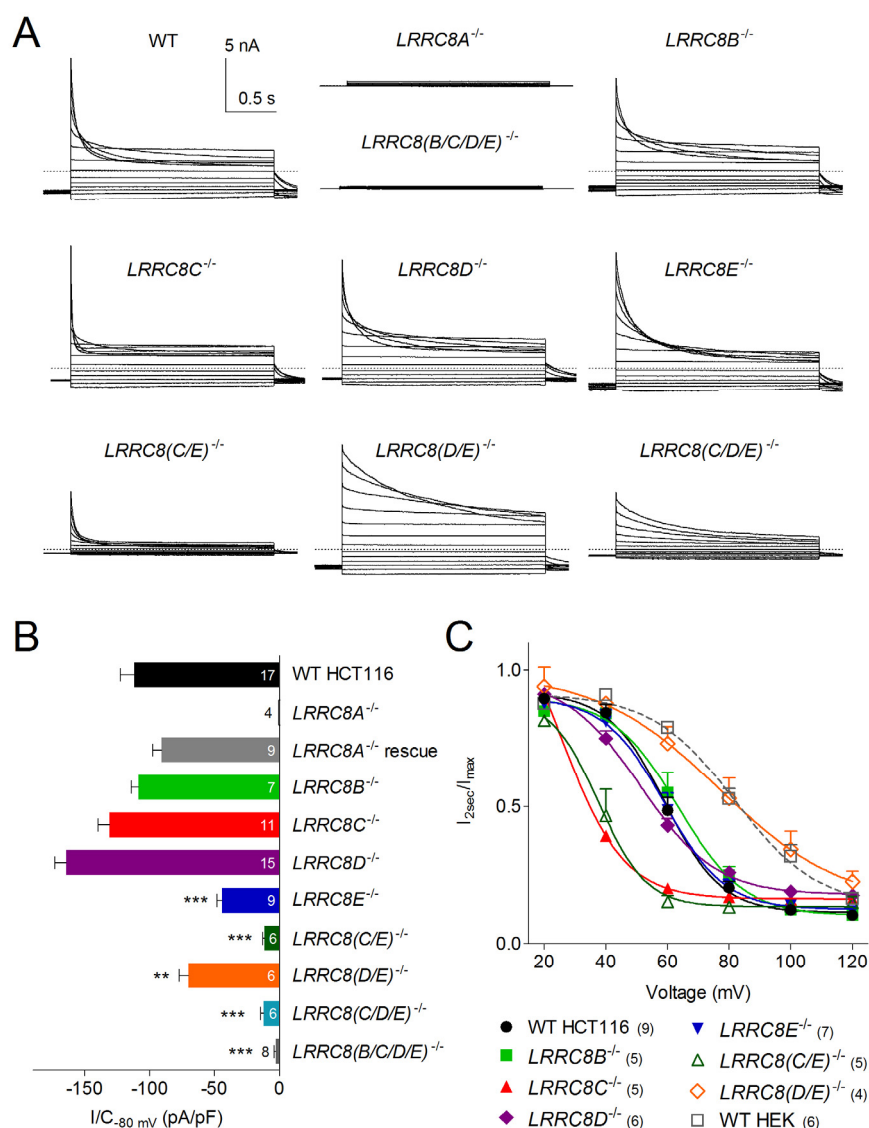 A
WT
5 nA
0.5 s
LRRC8A-/-
LRRC8(B/C/D/E)-/-
LRRC8B-/-
LRRC8C-/-
LRRC8D-/-
LRRC8E-/-
LRRC8(C/E)-/-
LRRC8(D/E)-/-
LRRC8(C/D/E)-/-
B
17 WT HCT116
4 LRRC8A-/-
9 LRRC8A-/- rescue
7 LRRC8B-/-
11 LRRC8C-/-
15 LRRC8D-/-
*** 9 LRRC8E-/-
*** 6 LRRC8(C/E)-/-
** 6 LRRC8(D/E)-/-
*** 6 LRRC8(C/D/E)-/-
*** 8 LRRC8(B/C/D/E)-/-
-150 -100 -50 0
I/C-80 mV (pA/pF)
C
I2sec/Imax
1.0
0.5
0.0
20 40 60 80 100 120
Voltage (mV)
WT HCT116 (9)
LRRC8B-/- (5)
LRRC8C-/- (5)
LRRC8D-/- (6)
LRRC8E-/- (7)
LRRC8(C/E)-/- (5)
LRRC8(D/E)-/- (4)
WT HEK (6)